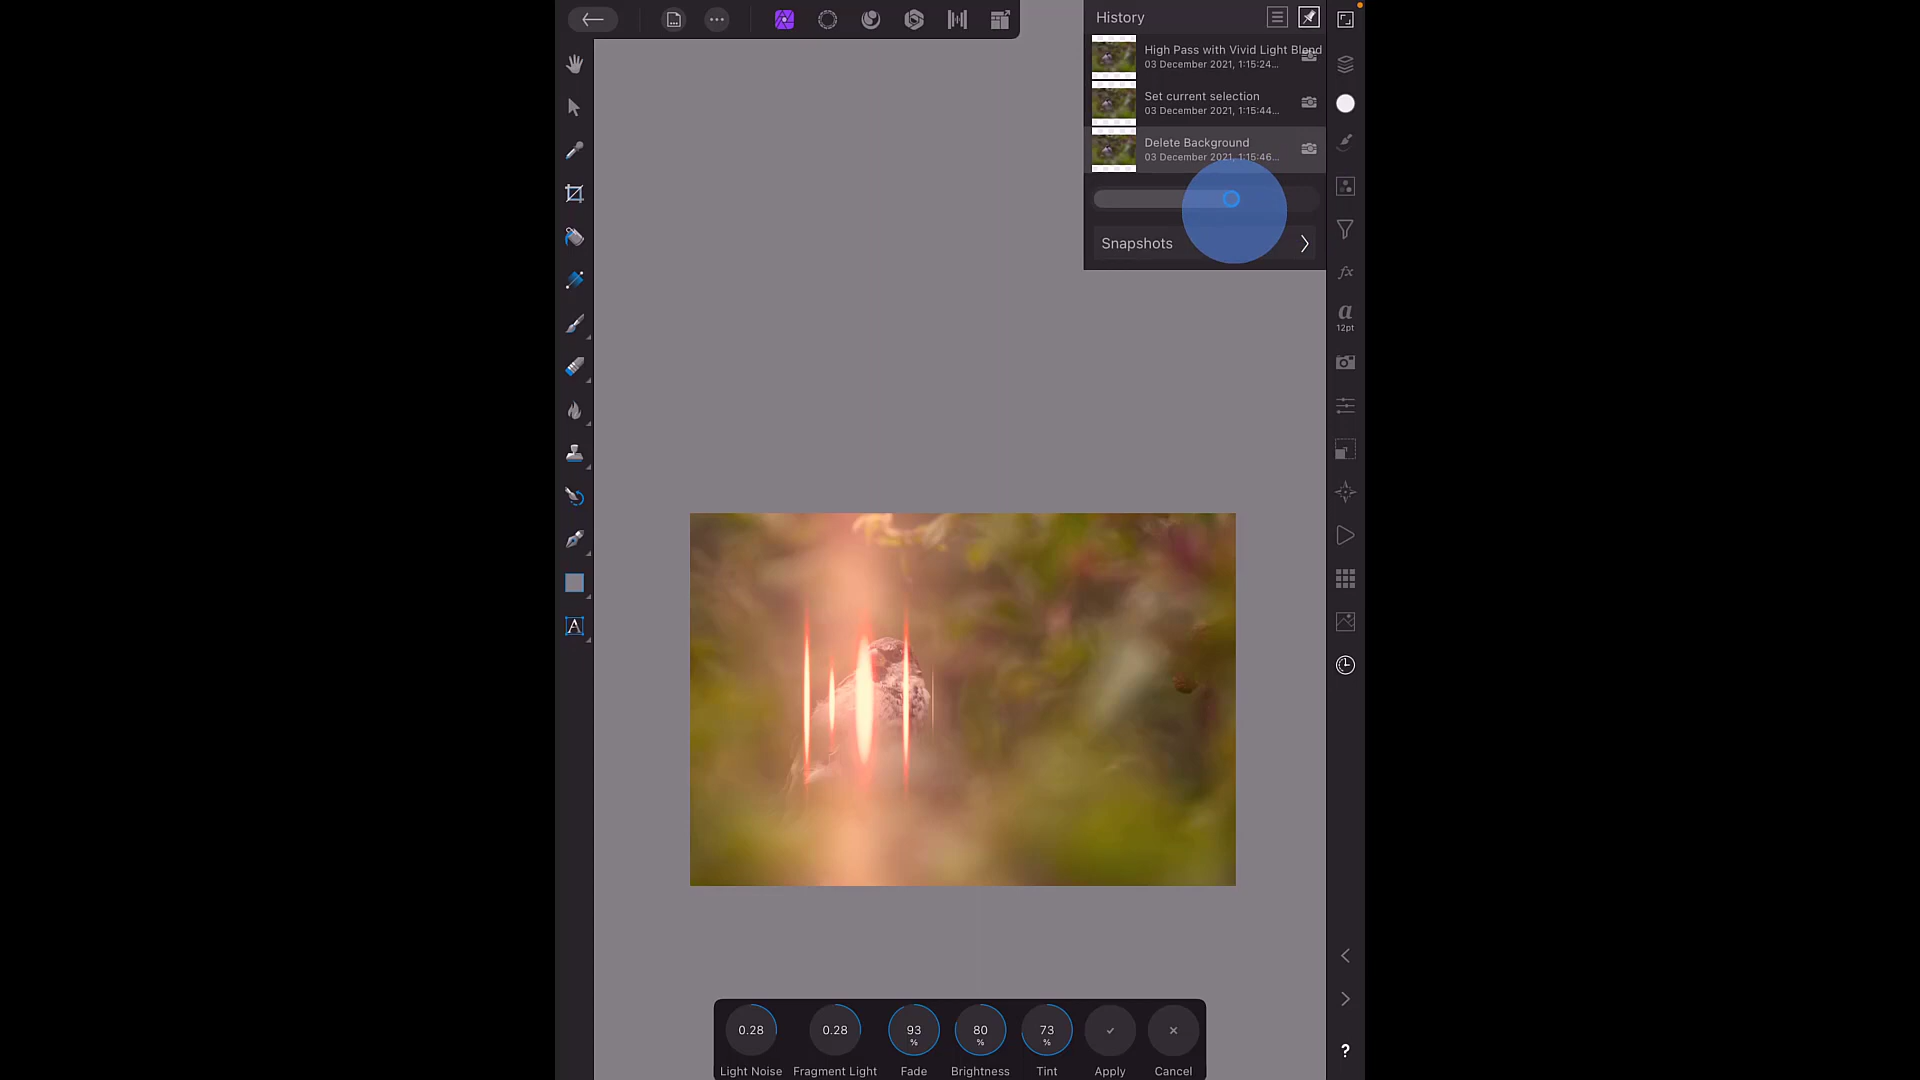 History
High Pass with Vivid Light Blend
03 December 2021, 1:15:24...
Set current selection
03 December 2021, 1:15:44...
Delete Background
03 December 2021, 1:15:46...
Snapshots
a
12pt
fx
A
?
0.28
0.28
93
%
80
%
73
%
Light Noise
Fragment Light
Fade
Brightness
Tint
Apply
Cancel